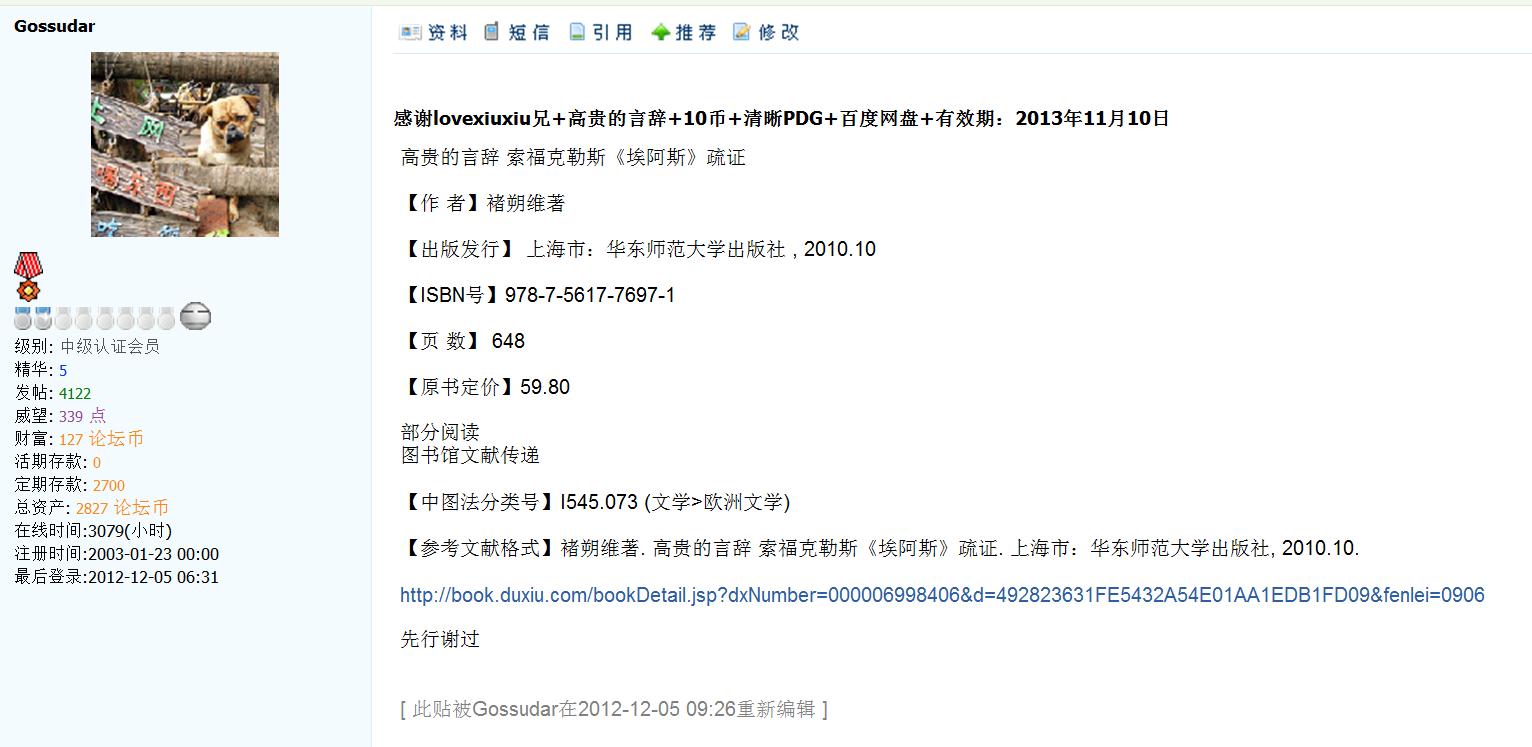 Gossudar
上网
喝东西
级别: 中级认证会员
精华: 5
发帖: 4122
威望: 339 点
财富: 127 论坛币
活期存款: 0
定期存款: 2700
总资产: 2827 论坛币
在线时间:3079(小时)
注册时间:2003-01-23 00:00
最后登录:2012-12-05 06:31
资料 短信 引用 推荐 修改
感谢lovexiuxiu兄+高贵的言辞+10币+清晰PDG+百度网盘+有效期：2013年11月10日
高贵的言辞 索福克勒斯《埃阿斯》疏证
【作 者】褚朔维著
【出版发行】 上海市：华东师范大学出版社 , 2010.10
【ISBN号】978-7-5617-7697-1
【页 数】 648
【原书定价】59.80
部分阅读
图书馆文献传递
【中图法分类号】I545.073 (文学>欧洲文学)
【参考文献格式】褚朔维著. 高贵的言辞 索福克勒斯《埃阿斯》疏证. 上海市：华东师范大学出版社, 2010.10.
http://book.duxiu.com/bookDetail.jsp?dxNumber=000006998406&d=492823631FE5432A54E01AA1EDB1FD09&fenlei=0906
先行谢过
[ 此贴被Gossudar在2012-12-05 09:26重新编辑 ]